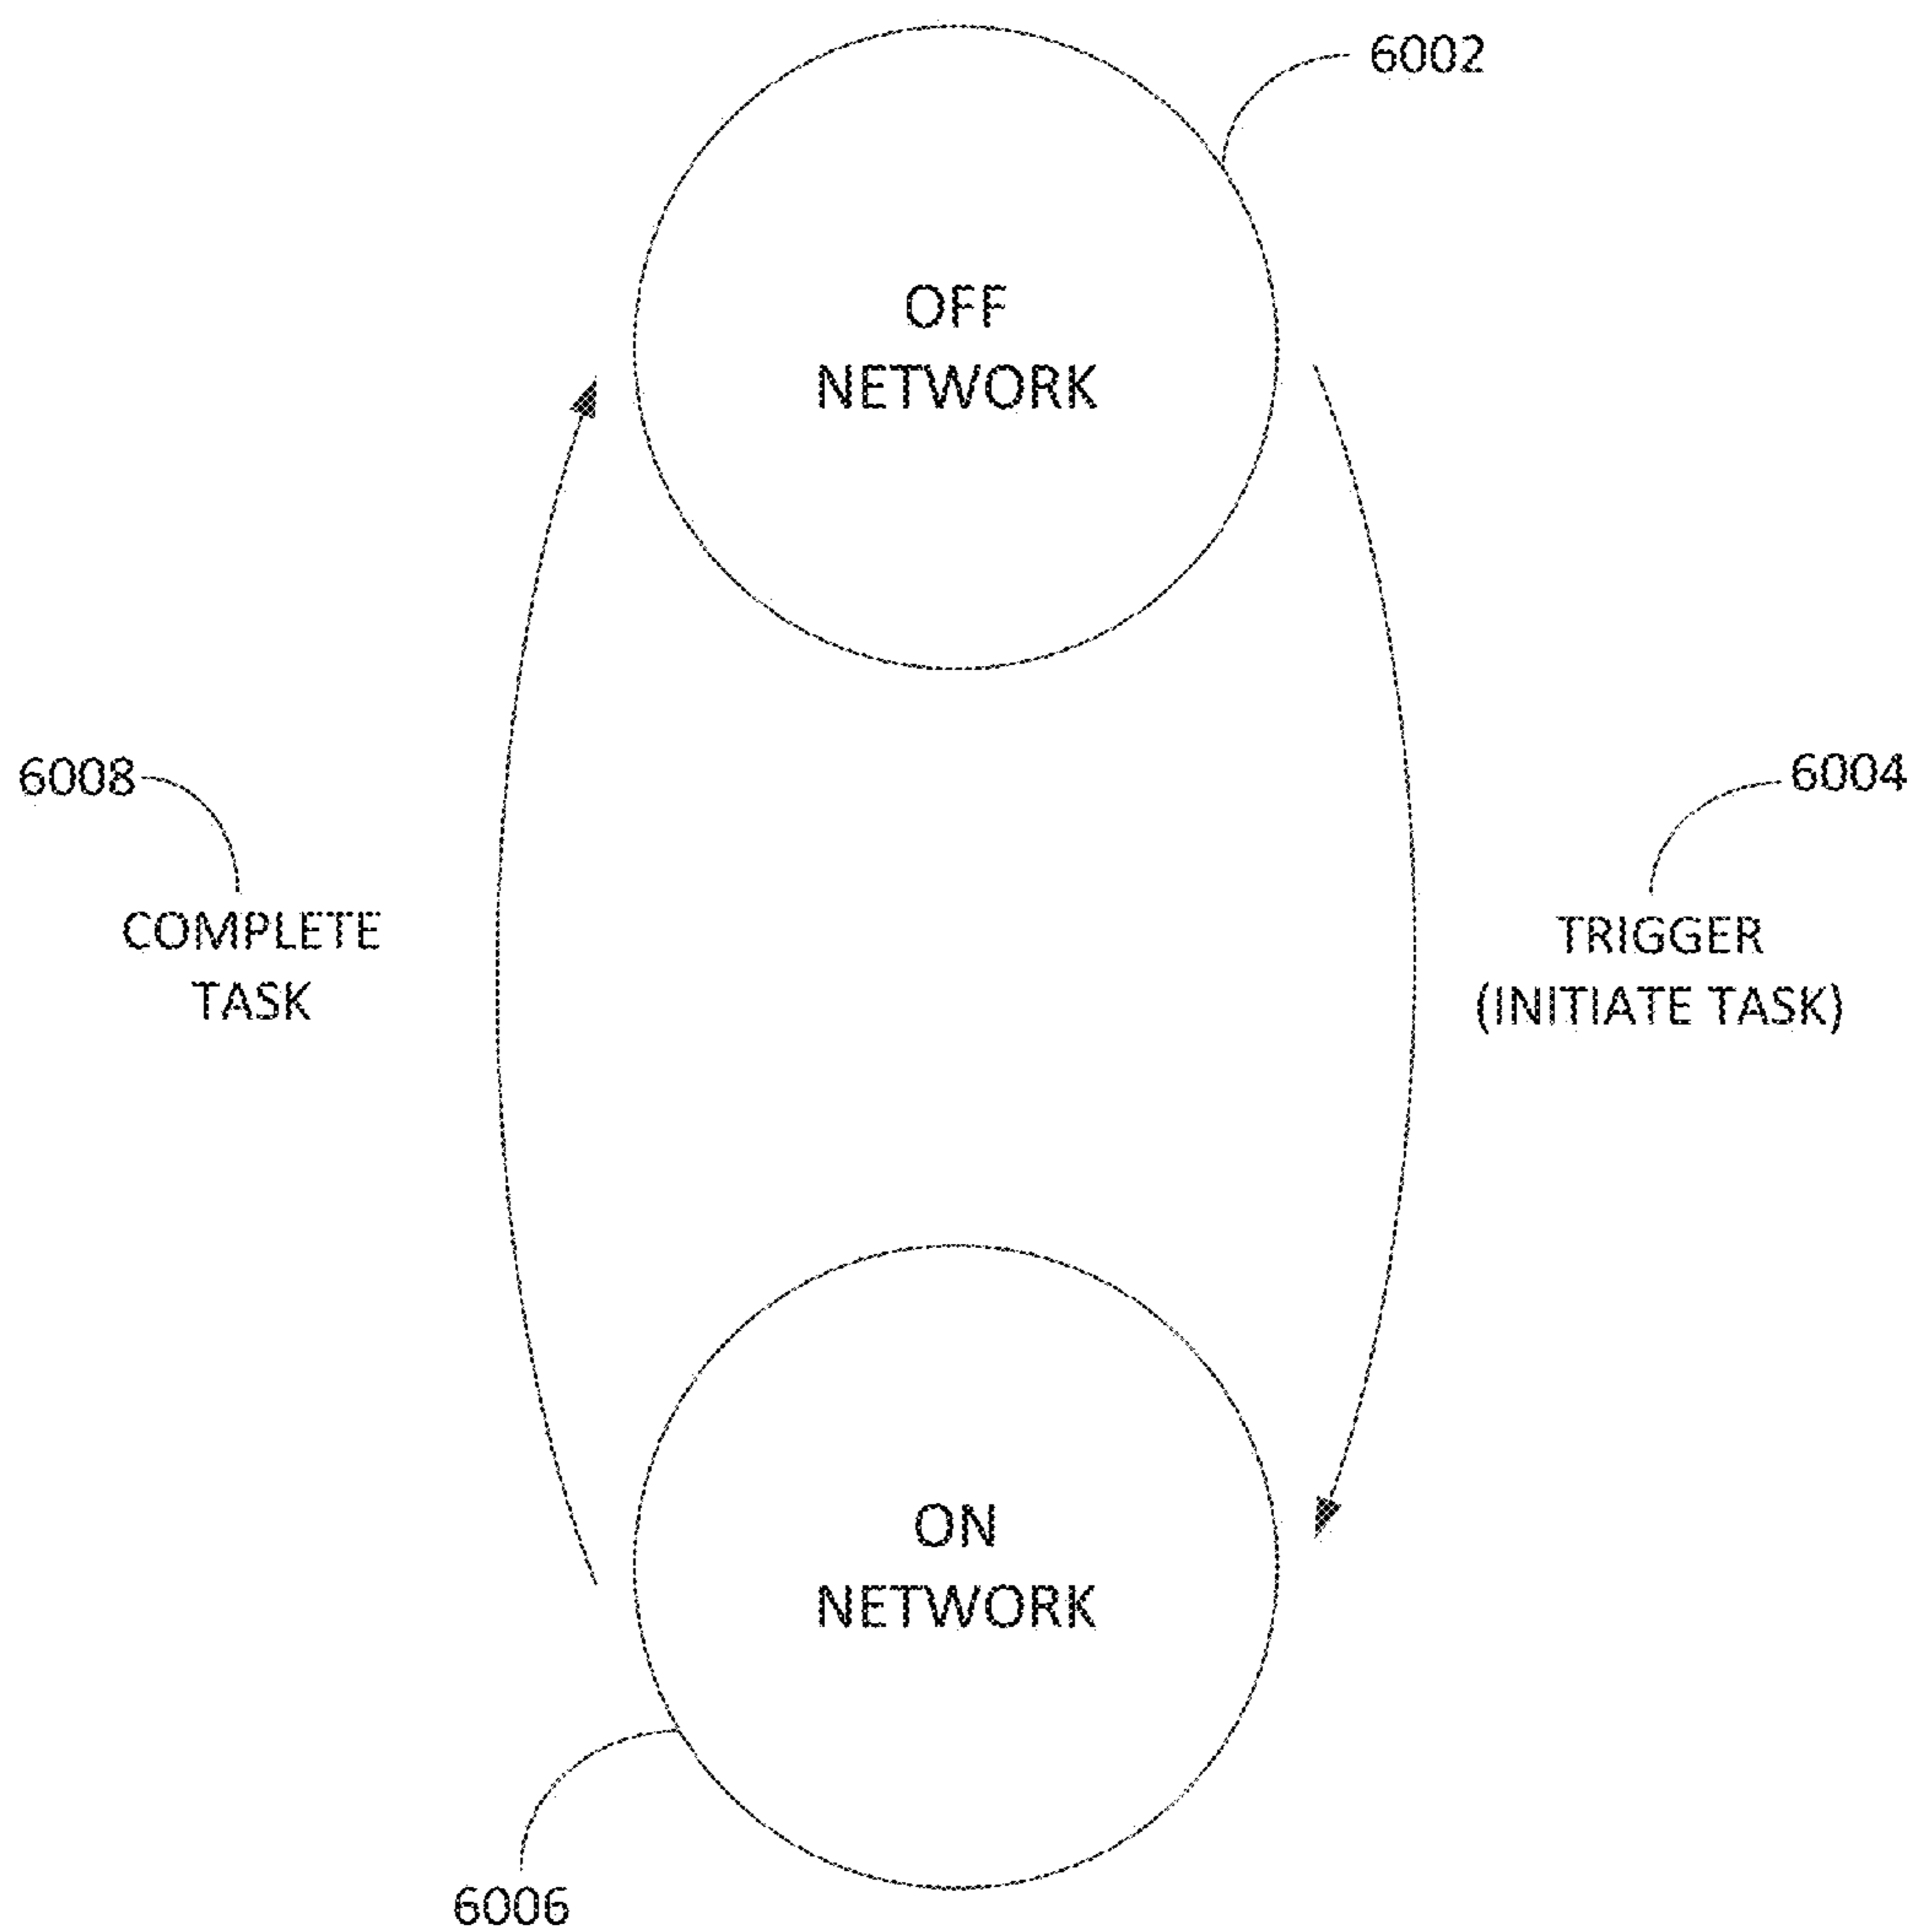 6002
OFF
NETWORK
6008
6004
COMPLETE
TASK
TRIGGER
(INITIATE TASK)
ON
NETWORK
6006